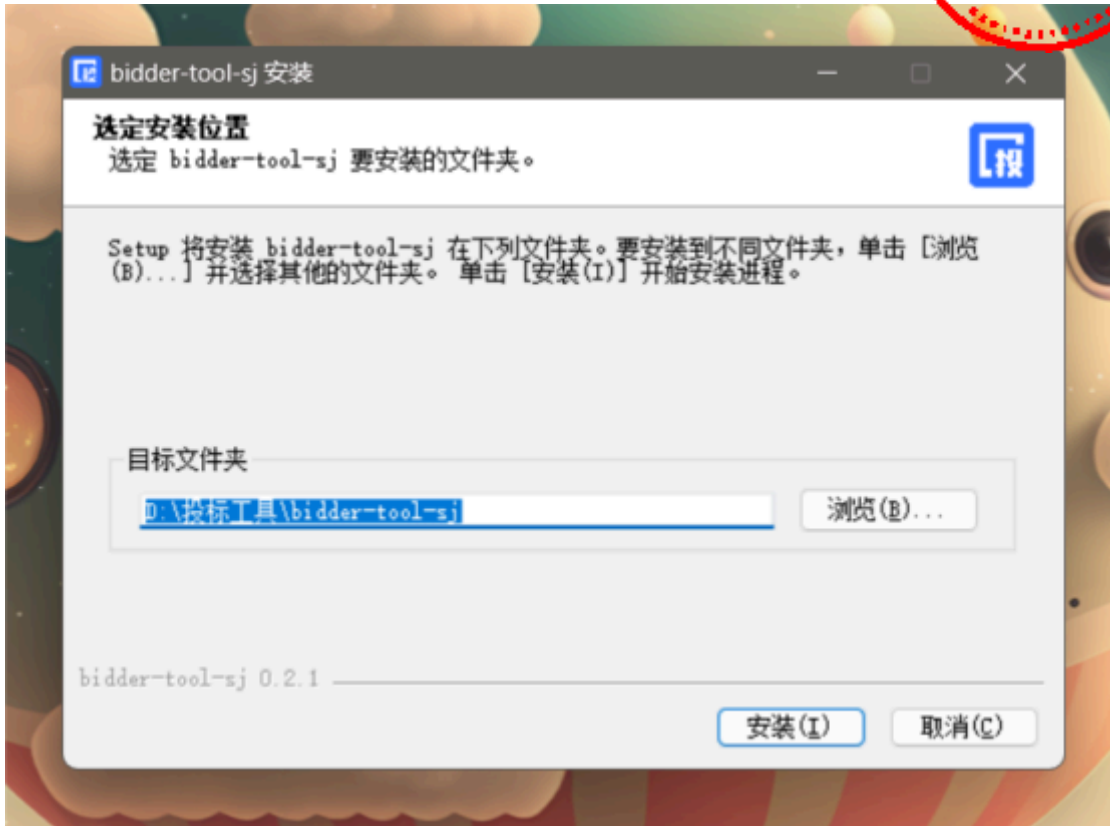 bidder-tool-sj 安装
选定安装位置
选定 bidder-tool-sj 要安装的文件夹。
投
Setup 将安装 bidder-tool-sj 在下列文件夹。要安装到不同文件夹，单击 [浏览
(B)...] 并选择其他的文件夹。 单击 [安装(I)] 开始安装进程。
目标文件夹
D:\投标工具\bidder-tool-sj
浏览(B)...
bidder-tool-sj 0.2.1
安装(I)
取消(C)